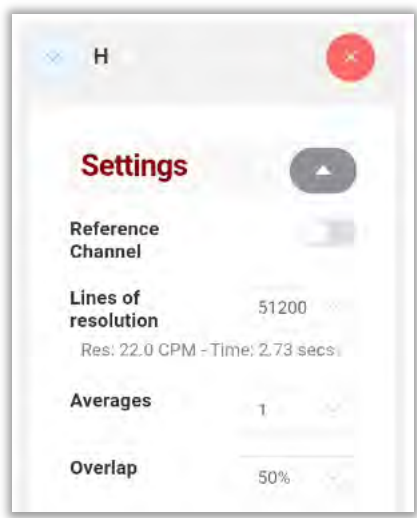 H
Settings
Reference
Channel
Lines of
resolution
51200
Res: 22.0 CPM - Time: 2.73 secs
Averages
1
Overlap
50%